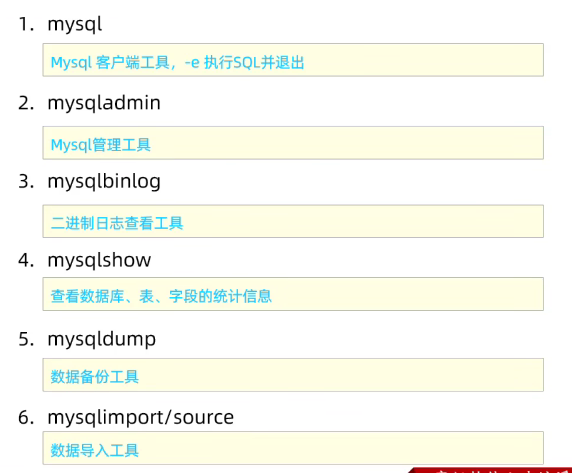 1. mysql
Mysql 客户端工具，-e 执行SQL并退出
2. mysqladmin
Mysql管理工具
3. mysqlbinlog
二进制日志查看工具
4. mysqlshow
查看数据库、表、字段的统计信息
5. mysqldump
数据备份工具
6. mysqlimport/source
数据导入工具